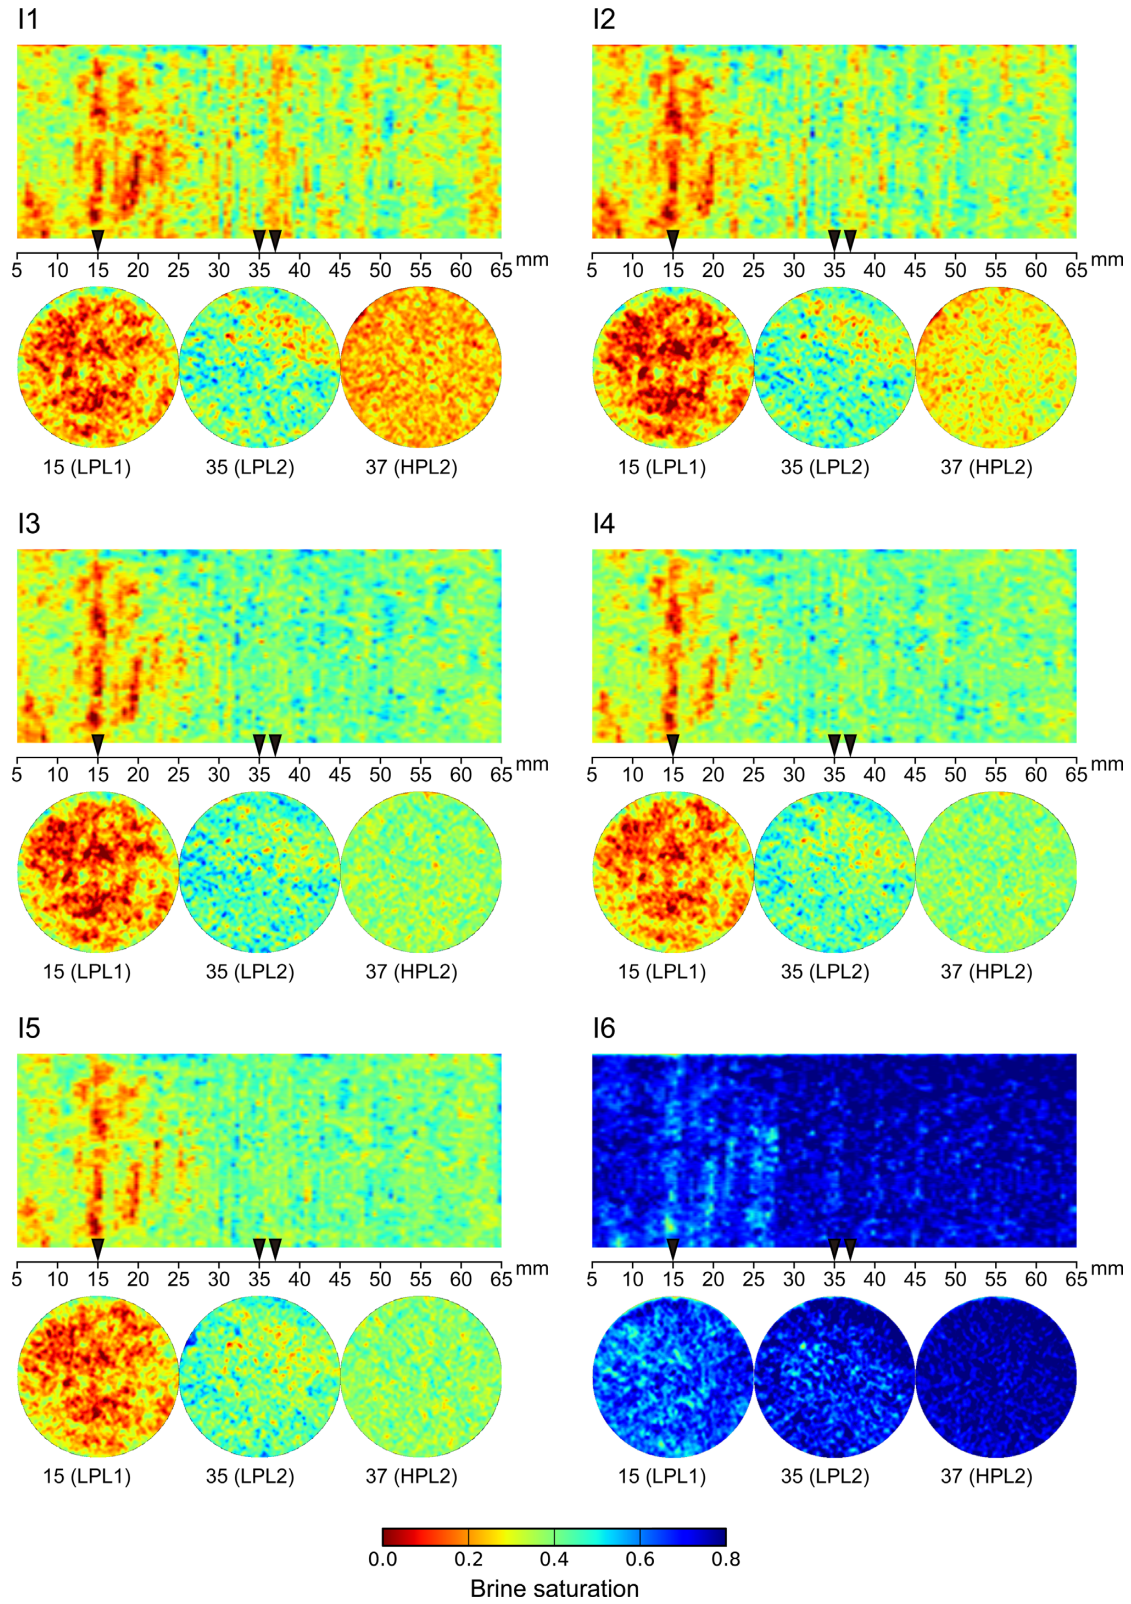 I1 I2
5 10 15 20 25 30 35 40 45 50 55 60 65 mm 5 10 15 20 25 30 35 40 45 50 55 60 65 mm
15 (LPL1) 35 (LPL2) 37 (HPL2) 15 (LPL1) 35 (LPL2) 37 (HPL2)
I3 I4
5 10 15 20 25 30 35 40 45 50 55 60 65 mm 5 10 15 20 25 30 35 40 45 50 55 60 65 mm
15 (LPL1) 35 (LPL2) 37 (HPL2) 15 (LPL1) 35 (LPL2) 37 (HPL2)
I5 I6
5 10 15 20 25 30 35 40 45 50 55 60 65 mm 5 10 15 20 25 30 35 40 45 50 55 60 65 mm
15 (LPL1) 35 (LPL2) 37 (HPL2) 15 (LPL1) 35 (LPL2) 37 (HPL2)
0.0 0.2 0.4 0.6 0.8
Brine saturation